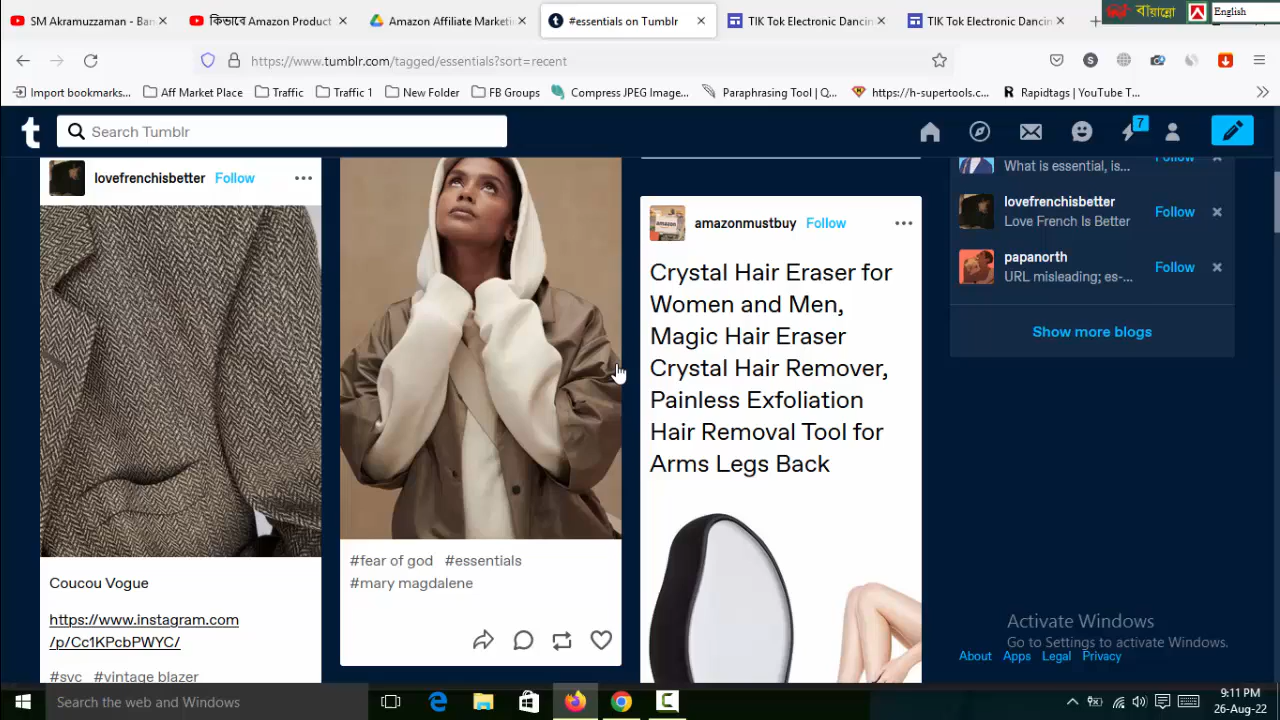 SM Akramuzzaman - Ban
কিভাবে Amazon Product
Amazon Affiliate Marketi
#essentials on Tumblr
TIK Tok Electronic Dancin
TIK Tok Electronic Dancin
বায়ান্নো
English
https://www.tumblr.com/tagged/essentials?sort=recent
Import bookmarks...
Aff Market Place
Traffic
Traffic 1
New Folder
FB Groups
Compress JPEG Image...
Paraphrasing Tool | Q...
https://h-supertools.c...
Rapidtags | YouTube T...
Search Tumblr
7
lovefrenchisbetter Follow
Coucou Vogue
https://www.instagram.com
/p/Cc1KPcbPWYC/
#svc #vintage blazer
#fear of god #essentials
#mary magdalene
amazonmustbuy Follow
amazon
Crystal Hair Eraser for
Women and Men,
Magic Hair Eraser
Crystal Hair Remover,
Painless Exfoliation
Hair Removal Tool for
Arms Legs Back
What is essential, is...
Follow
lovefrenchisbetter
Love French Is Better
Follow
papanorth
URL misleading; es-...
Follow
Show more blogs
Activate Windows
Go to Settings to activate Windows.
About Apps Legal Privacy
Search the web and Windows
9:11 PM
26-Aug-22